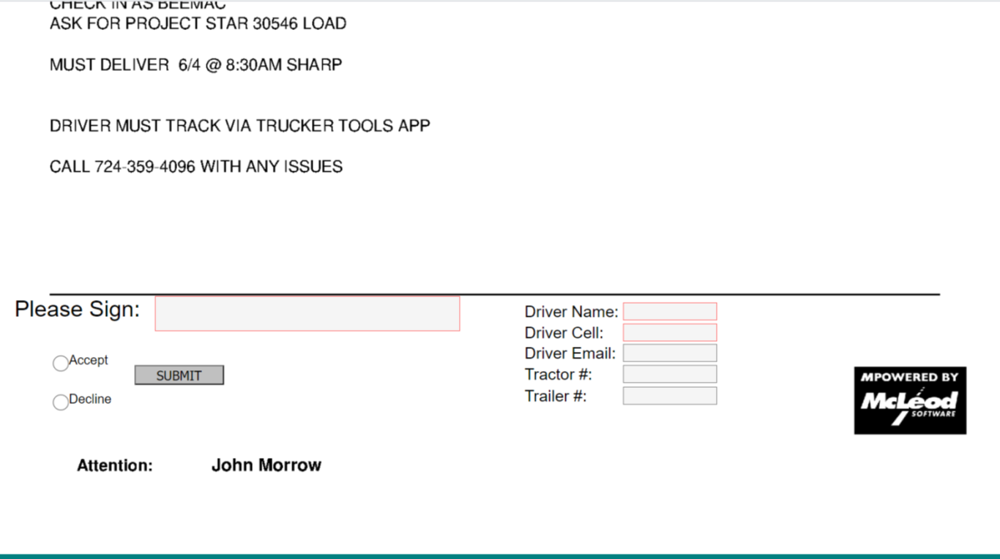 CHECK IN AS BEEMAC
ASK FOR PROJECT STAR 30546 LOAD
MUST DELIVER 6/4 @ 8:30AM SHARP
DRIVER MUST TRACK VIA TRUCKER TOOLS APP
CALL 724-359-4096 WITH ANY ISSUES
Please Sign:
Accept
SUBMIT
Decline
Driver Name:
Driver Cell:
Driver Email:
Tractor #:
Trailer #:
MPOWERED BY
McLeod
SOFTWARE
Attention: John Morrow